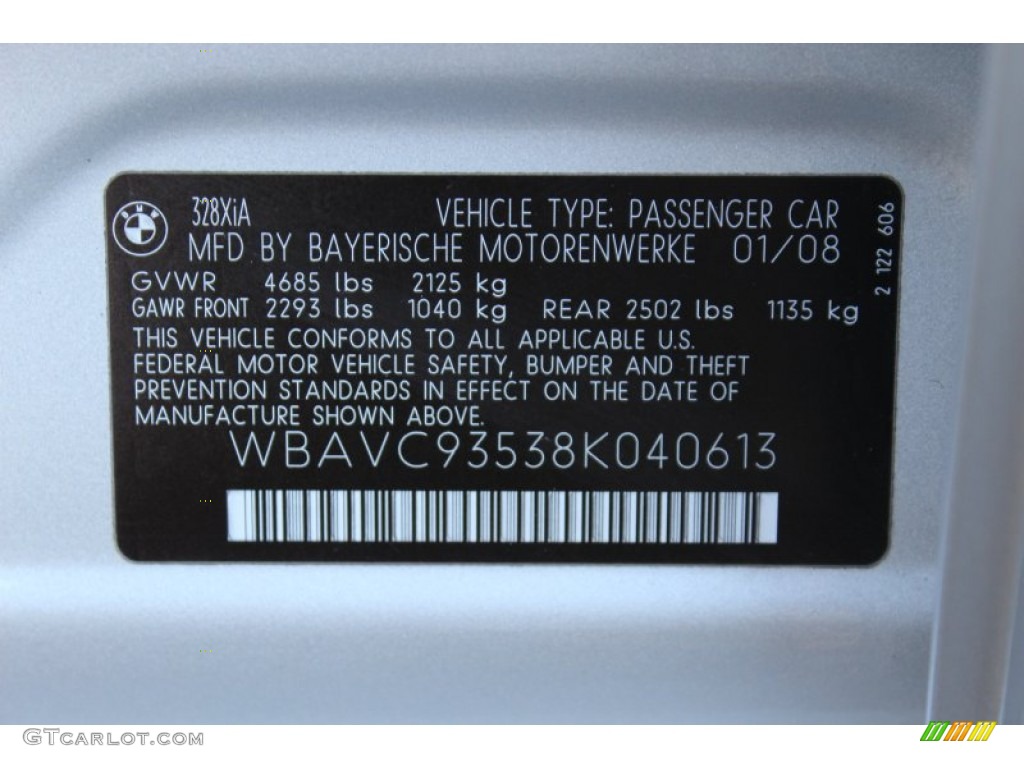 328XiA VEHICLE TYPE: PASSENGER CAR
MFD BY BAYERISCHE MOTORENWERKE 01/08
GVWR 4685 lbs 2125 kg
GAWR FRONT 2293 lbs 1040 kg REAR 2502 lbs 1135 kg
THIS VEHICLE CONFORMS TO ALL APPLICABLE U.S.
FEDERAL MOTOR VEHICLE SAFETY, BUMPER AND THEFT
PREVENTION STANDARDS IN EFFECT ON THE DATE OF
MANUFACTURE SHOWN ABOVE.
WBAVC93538K040613
2 122 606
BMW
GTCARLOT.COM